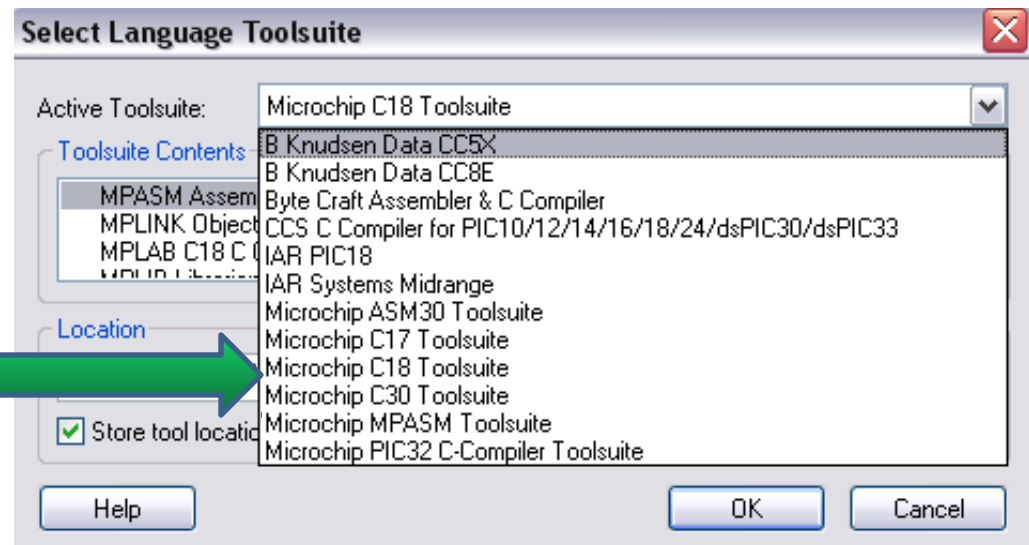 Select Language Toolsuite
Active Toolsuite: Microchip C18 Toolsuite
Toolsuite Contents
B Knudsen Data CC5X
B Knudsen Data CC8E
MPASM Assem
Byte Craft Assembler & C Compiler
MPLINK Object
CCS C Compiler for PIC10/12/14/16/18/24/dsPIC30/dsPIC33
MPLAB C18 C
IAR PIC18
IAR Systems Midrange
Microchip ASM30 Toolsuite
Location
Microchip C17 Toolsuite
Microchip C18 Toolsuite
Microchip C30 Toolsuite
Microchip MPASM Toolsuite
Store tool locatio
Microchip PIC32 C-Compiler Toolsuite
Help OK Cancel